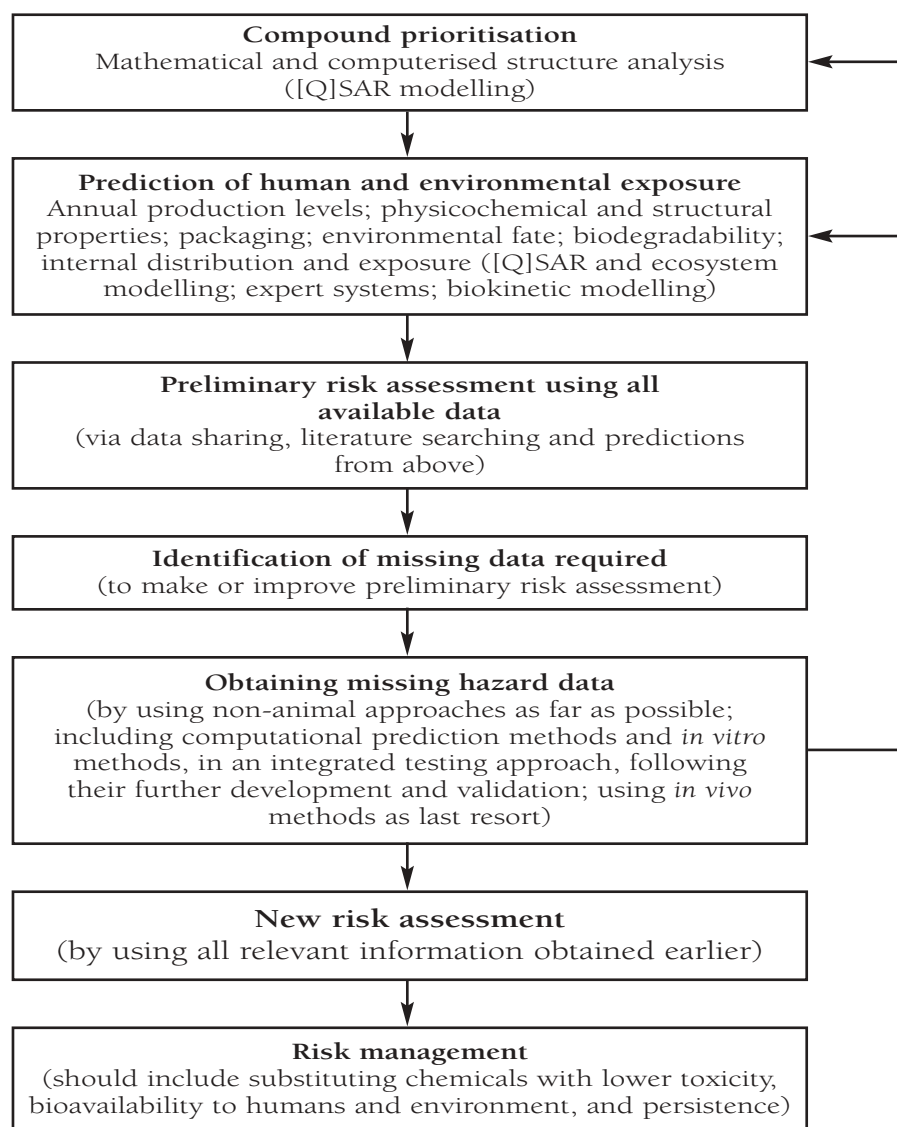 Compound prioritisation
Mathematical and computerised structure analysis
([Q]SAR modelling)
Prediction of human and environmental exposure
Annual production levels; physicochemical and structural
properties; packaging; environmental fate; biodegradability;
internal distribution and exposure ([Q]SAR and ecosystem
modelling; expert systems; biokinetic modelling)
Preliminary risk assessment using all
available data
(via data sharing, literature searching and predictions
from above)
Identification of missing data required
(to make or improve preliminary risk assessment)
Obtaining missing hazard data
(by using non-animal approaches as far as possible;
including computational prediction methods and in vitro
methods, in an integrated testing approach, following
their further development and validation; using in vivo
methods as last resort)
New risk assessment
(by using all relevant information obtained earlier)
Risk management
(should include substituting chemicals with lower toxicity,
bioavailability to humans and environment, and persistence)